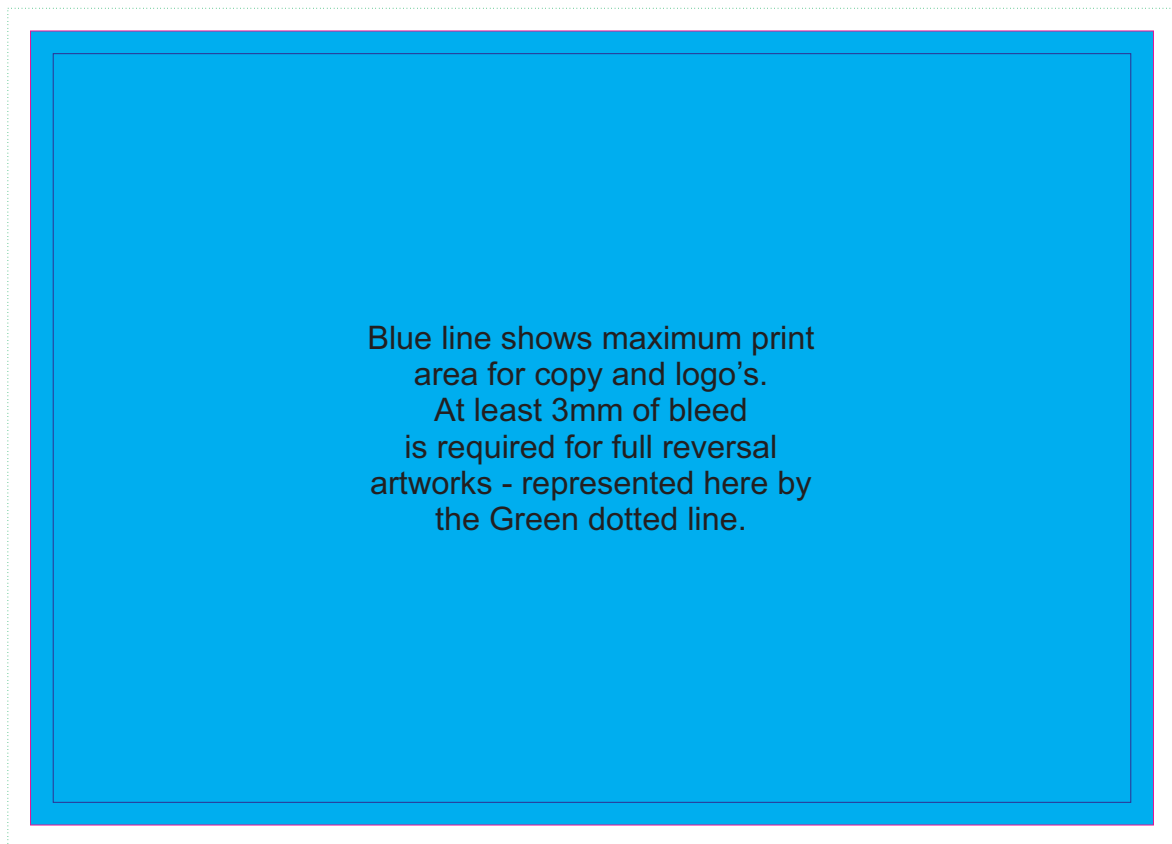 Blue line shows maximum print
area for copy and logo’s.
At least 3mm of bleed
is required for full reversal
artworks - represented here by
the Green dotted line.